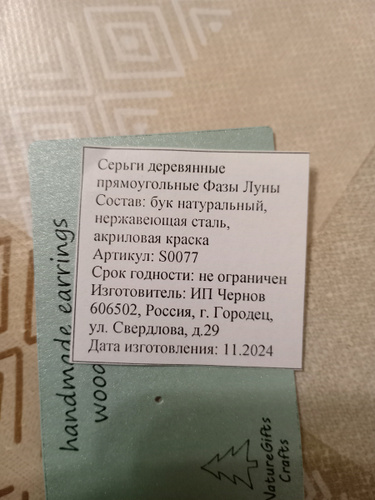 Серьги деревянные
прямоугольные Фазы Луны
Состав: бук натуральный,
нержавеющая сталь,
акриловая краска
Артикул: S0077
Срок годности: не ограничен
Изготовитель: ИП Чернов
606502, Россия, г. Городец,
ул. Свердлова, д.29
Дата изготовления: 11.2024
handmade earrings
NatureGifts
Crafts